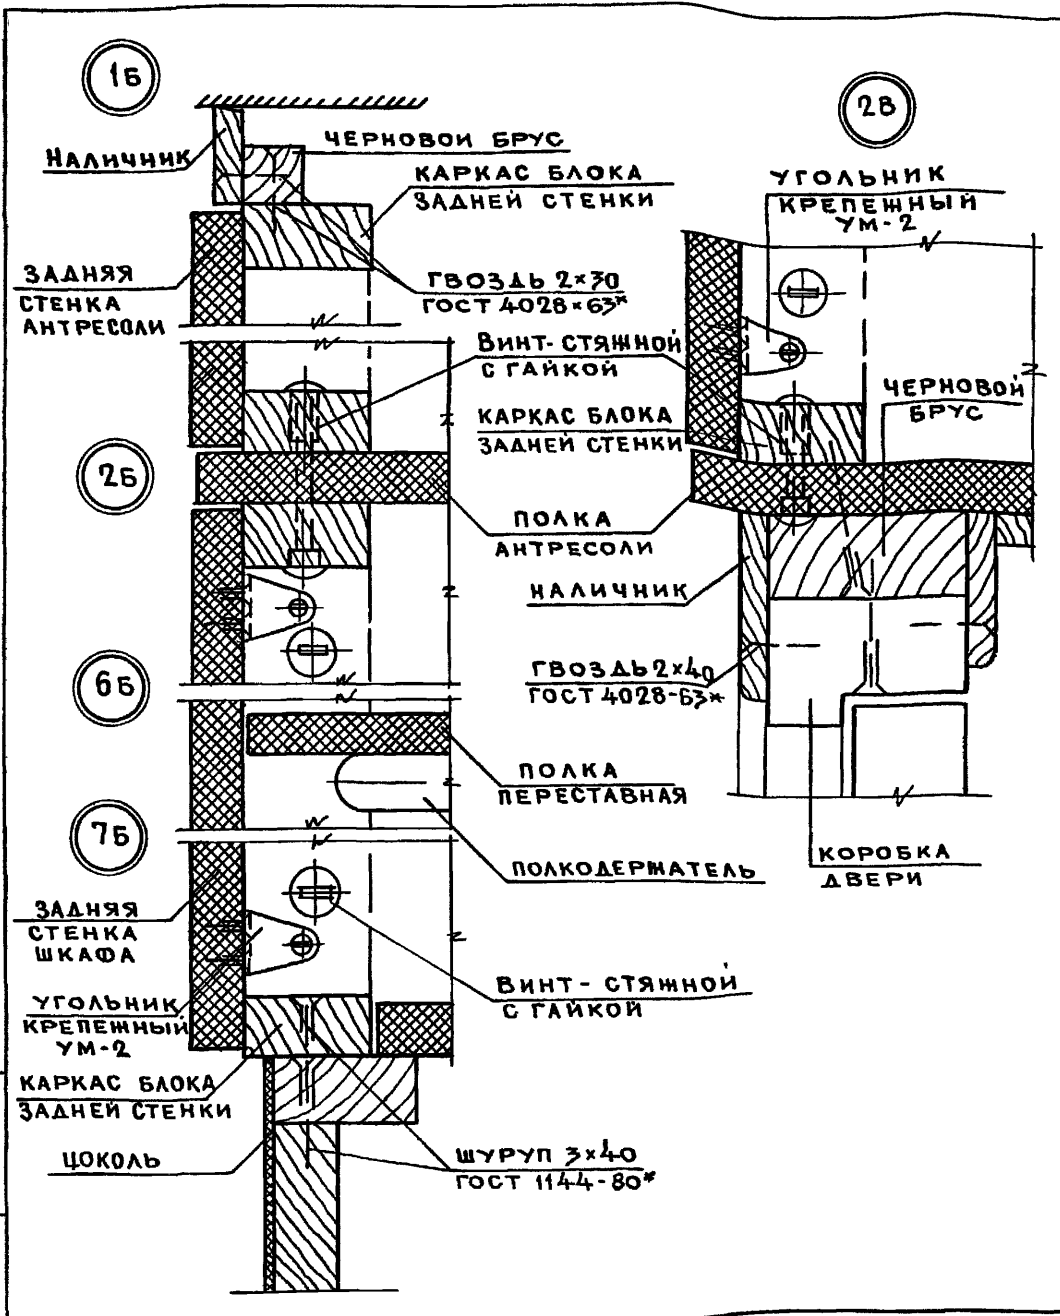 1Б
НАЛИЧНИК
ЧЕРНОВОЙ БРУС
КАРКАС БЛОКА
ЗАДНЕЙ СТЕНКИ
ЗАДНЯЯ
СТЕНКА
АНТРЕСОЛИ
ГВОЗДЬ 2×30
ГОСТ 4028×63*
ВИНТ-СТЯЖНОЙ
С ГАЙКОЙ
КАРКАС БЛОКА
ЗАДНЕЙ СТЕНКИ
2Б
ПОЛКА
АНТРЕСОЛИ
6Б
ПОЛКА
ПЕРЕСТАВНАЯ
7Б
ПОЛКОДЕРЖАТЕЛЬ
ЗАДНЯЯ
СТЕНКА
ШКАФА
УГОЛЬНИК
КРЕПЕЖНЫЙ
УМ-2
ВИНТ-СТЯЖНОЙ
С ГАЙКОЙ
КАРКАС БЛОКА
ЗАДНЕЙ СТЕНКИ
ЦОКОЛЬ
ШУРУП 3×40
ГОСТ 1144-80*
2В
УГОЛЬНИК
КРЕПЕЖНЫЙ
УМ-2
ЧЕРНОВОЙ
БРУС
НАЛИЧНИК
ГВОЗДЬ 2×40
ГОСТ 4028-63*
КОРОБКА
ДВЕРИ